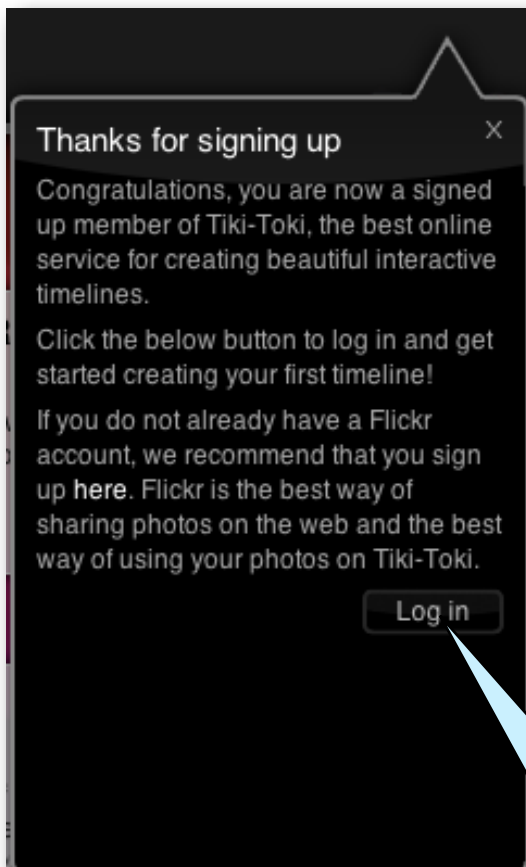 Thanks for signing up
X
Congratulations, you are now a signed
up member of Tiki-Toki, the best online
service for creating beautiful interactive
timelines.
Click the below button to log in and get
started creating your first timeline!
If you do not already have a Flickr
account, we recommend that you sign
up here. Flickr is the best way of
sharing photos on the web and the best
way of using your photos on Tiki-Toki.
Log in